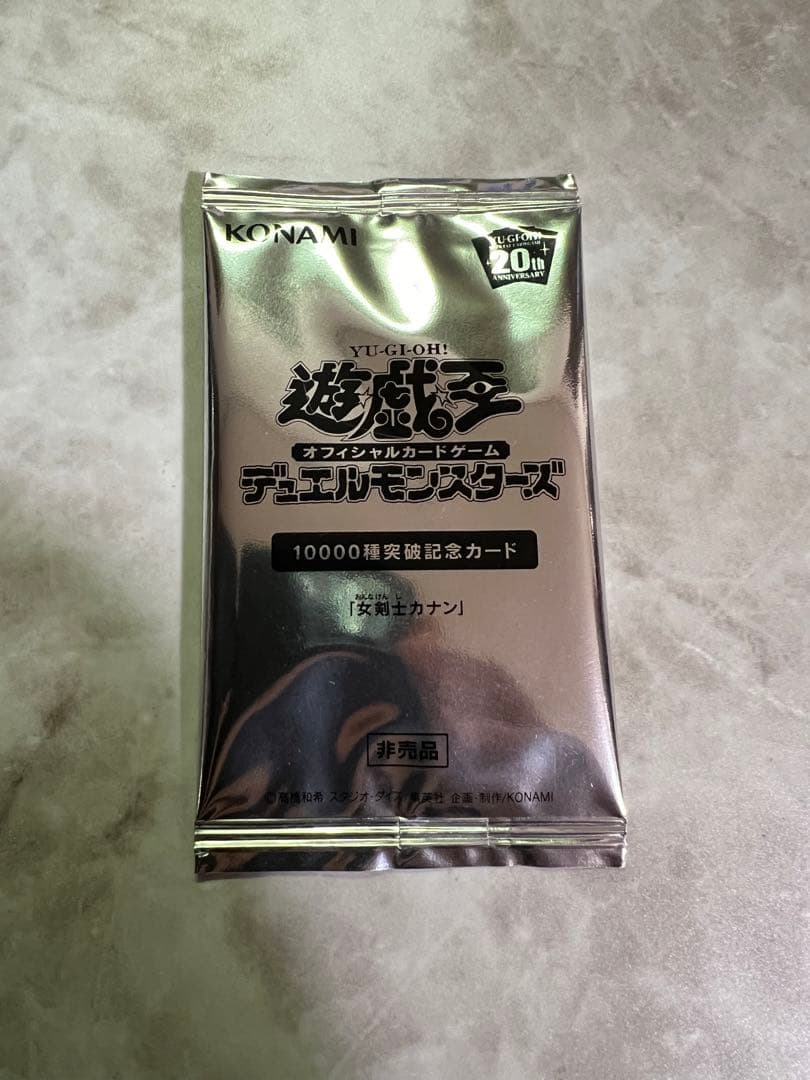 KONAMI
YU-GI-OH!
20th
ANNIVERSARY
YU-GI-OH!
遊戯王
オフィシャルカードゲーム
デュエルモンスターズ
10000種突破記念カード
おんなけんし
「女剣士カナン」
非売品
©高橋和希 スタジオ・ダイス/集英社 企画・制作/KONAMI